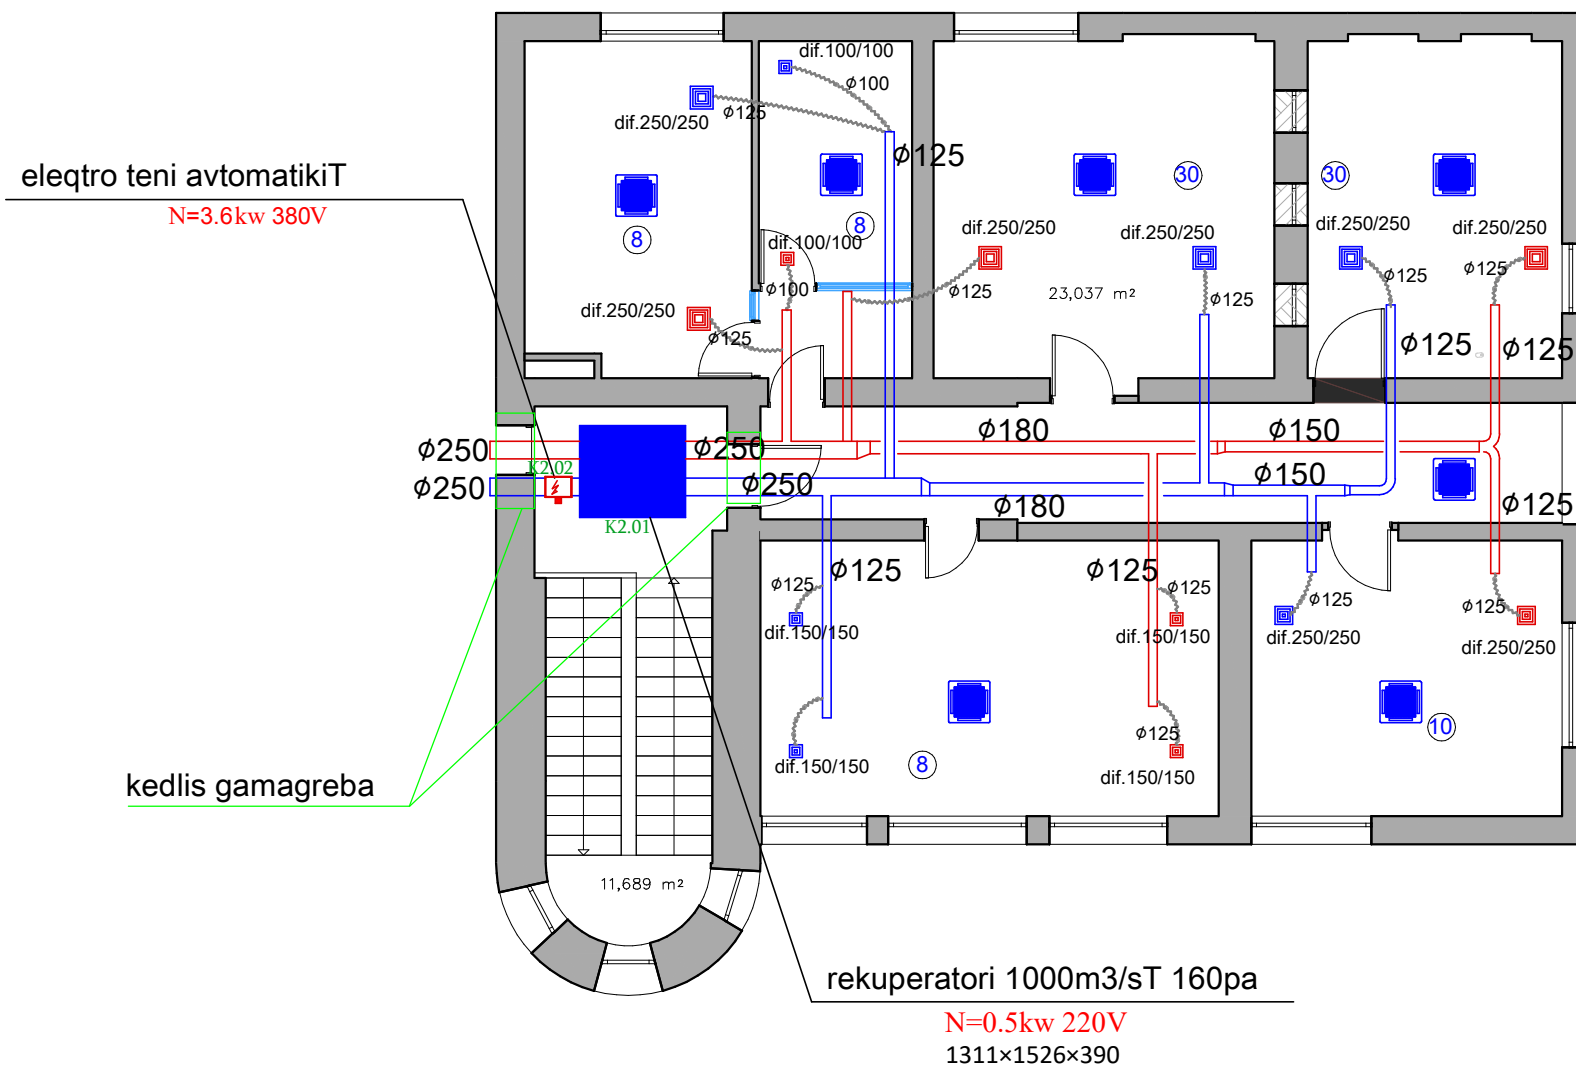 dif.100/100
ϕ100
dif.250/250
ϕ125
ϕ125
eleqtro teni avtomatikiT
N=3.6kw 380V
8
8
30
30
dif.100/100
dif.250/250
dif.250/250
dif.250/250
dif.250/250
ϕ100
ϕ125
23,037 m²
ϕ125
ϕ125
ϕ125
dif.250/250
ϕ125
ϕ125
ϕ125
ϕ250
ϕ250
ϕ180
ϕ150
K2.02
ϕ250
ϕ250
ϕ150
ϕ180
ϕ125
K2.01
ϕ125
ϕ125
ϕ125
ϕ125
ϕ125
ϕ125
dif.150/150
dif.150/150
dif.250/250
dif.250/250
ϕ125
8
10
dif.150/150
dif.150/150
kedlis gamagreba
11,689 m²
rekuperatori 1000m3/sT 160pa
N=0.5kw 220V
1311×1526×390